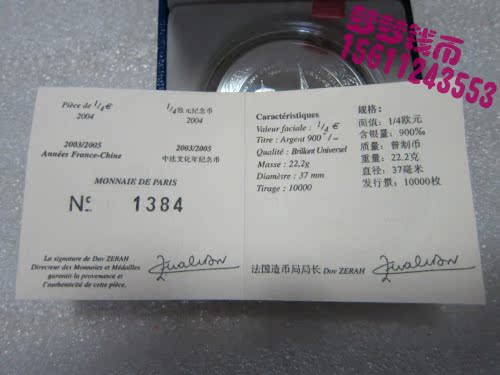 梦梦钱币
15611243553
Pièce de 1/4 €
2004
1/4欧元纪念币
2004
2003/2005
Années France-Chine
2003/2005
中法文化年纪念币
MONNAIE DE PARIS
N° 1384
La signature de Dov ZERAH
Directeur des Monnaies et Médailles
garantit la provenance et
l'authenticité de cette pièce.
Caractéristiques
Valeur faciale : 1/4 €
Titre : Argent 900
Qualité : Brillant Universel
Masse : 22,2g
Diamètre : 37 mm
Tirage : 10000
规格：
面值：1/4欧元
含银量：900‰
质量：普制币
重量：22.2克
直径：37毫米
发行量：10000枚
法国造币局局长 Dov ZERAH